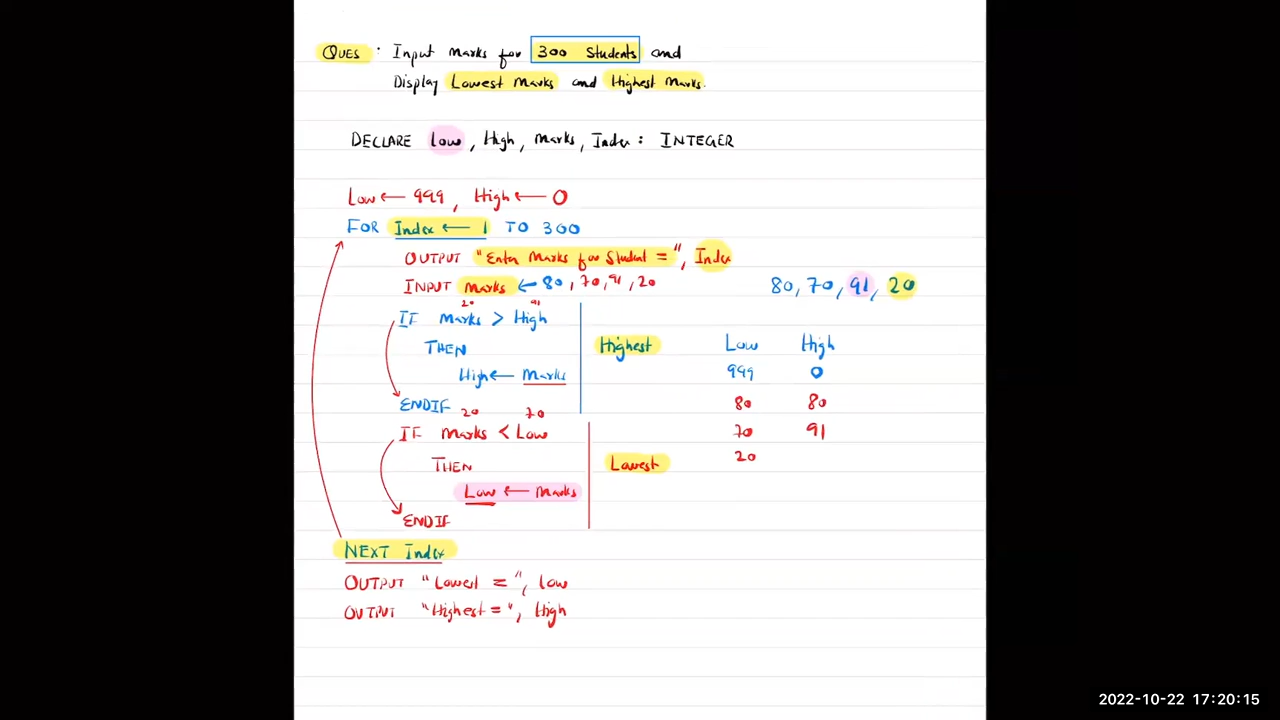 QUES : Input Marks for 300 Students and
Display Lowest Marks and Highest Marks.
DECLARE Low, High, Marks, Index : INTEGER
Low ← 999, High ← 0
FOR Index ← 1 TO 300
OUTPUT "Enter Marks for Student =", Index
INPUT Marks ← 80, 70, 91, 20
80, 70, 91, 20
20 91
IF Marks > High
THEN
High ← Marks
ENDIF
Highest
Low High
999 0
80 80
70 91
20
20 70
IF Marks < Low
THEN
Low ← Marks
ENDIF
Lowest
NEXT Index
OUTPUT "Lowest =", Low
OUTPUT "Highest =", High
2022-10-22 17:20:15